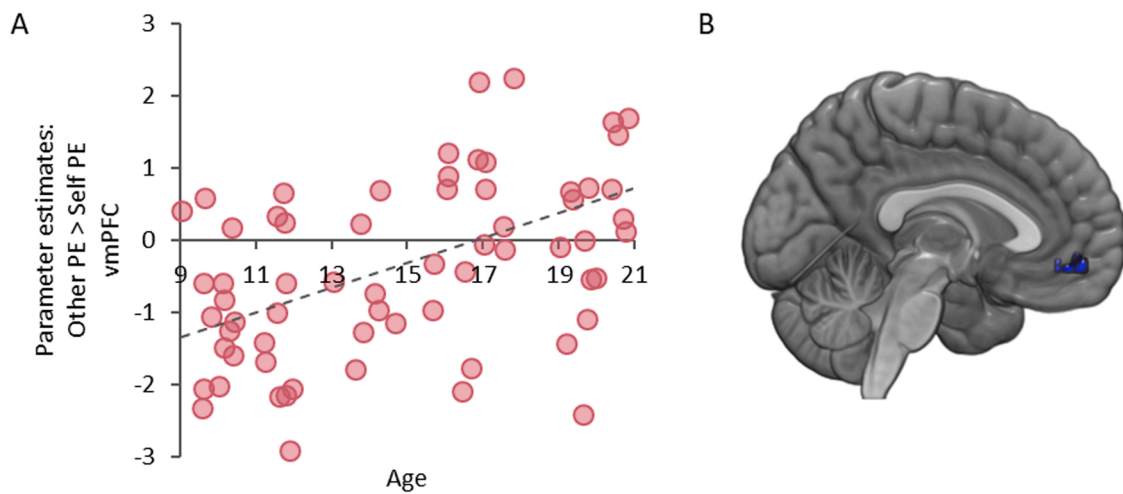 A
B
Parameter estimates:
Other PE > Self PE
vmPFC
3
2
1
0
-1
-2
-3
9 11 13 15 17 19 21
Age